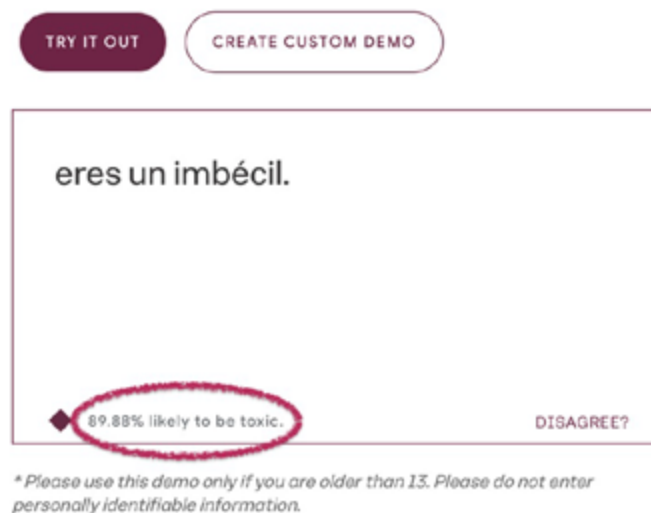 TRY IT OUT CREATE CUSTOM DEMO
eres un imbécil.
89.88% likely to be toxic. DISAGREE?
* Please use this demo only if you are older than 13. Please do not enter
personally identifiable information.